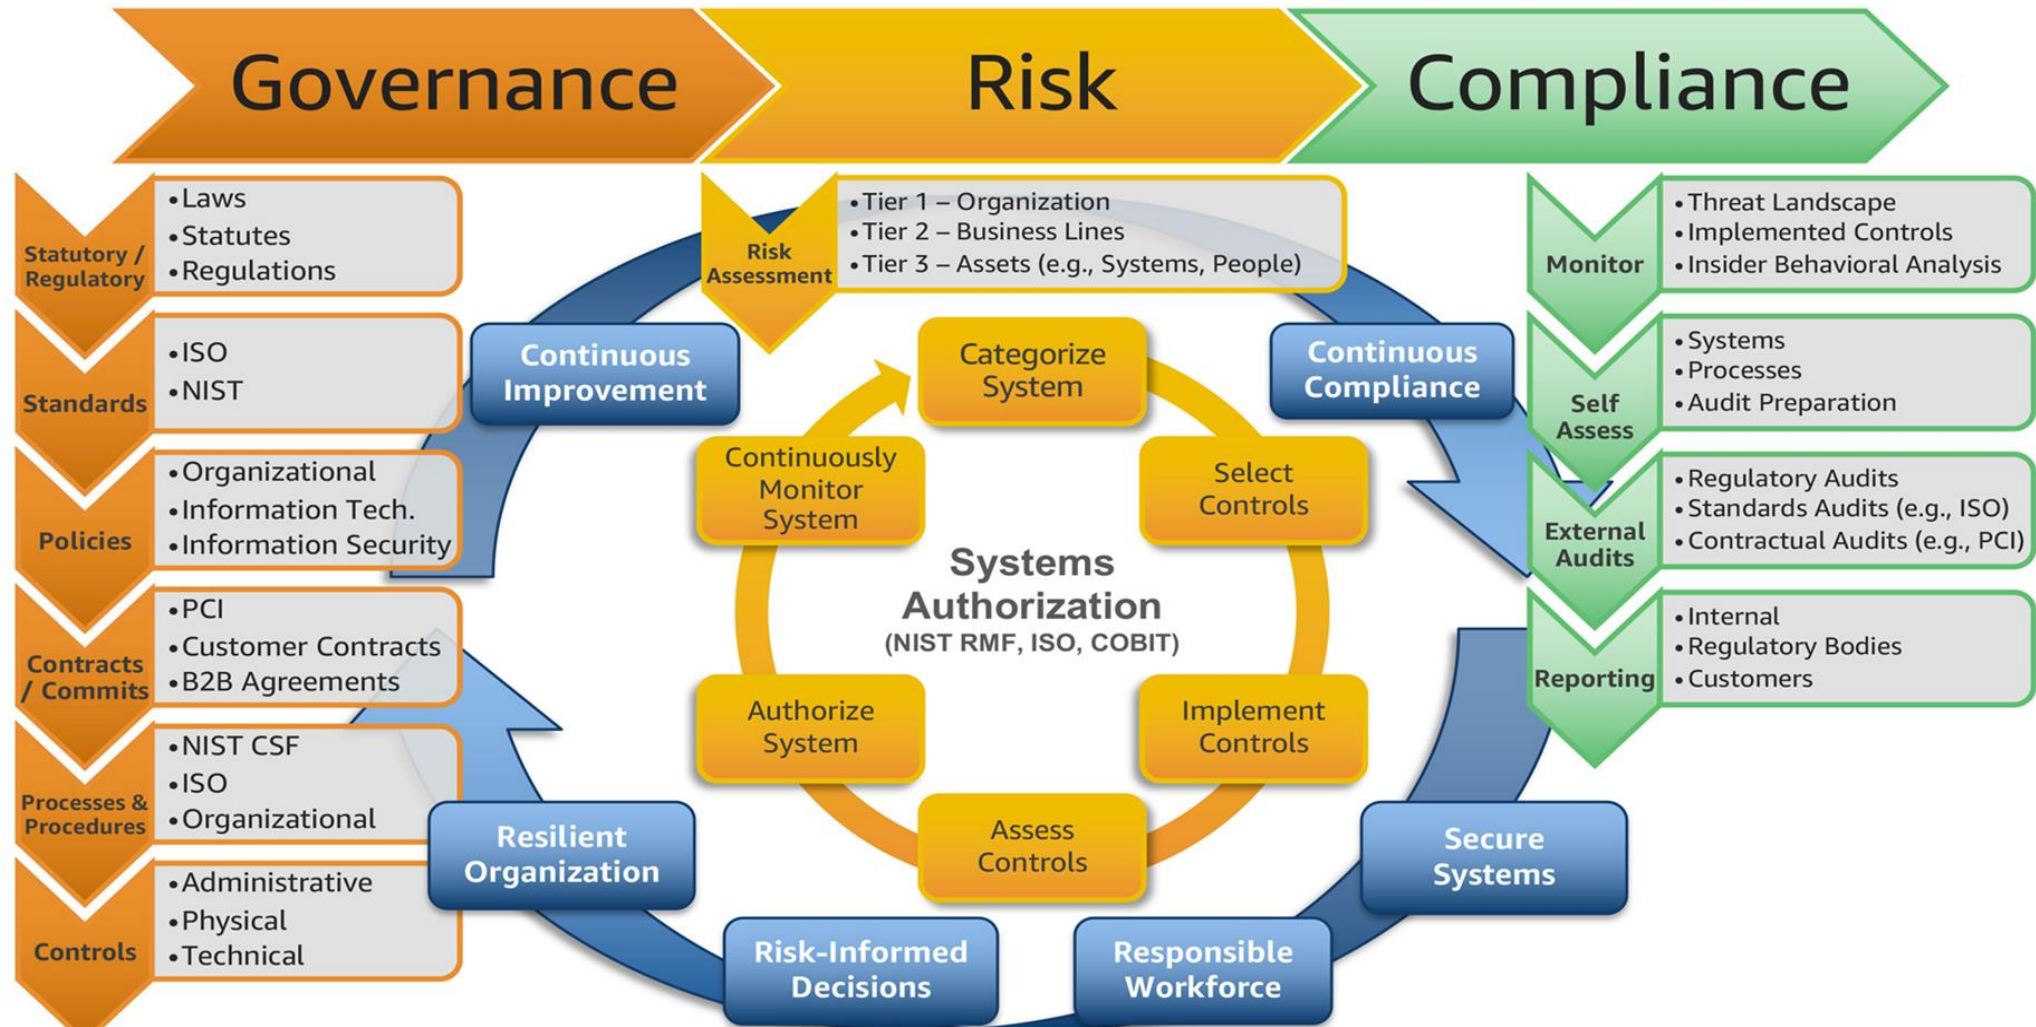 Governance
Risk
Compliance
Statutory /
Regulatory
•Laws
•Statutes
•Regulations
Standards
•ISO
•NIST
Policies
•Organizational
•Information Tech.
•Information Security
Contracts
/ Commits
•PCI
•Customer Contracts
•B2B Agreements
Processes &
Procedures
•NIST CSF
•ISO
•Organizational
Controls
•Administrative
•Physical
•Technical
Risk
Assessment
•Tier 1 – Organization
•Tier 2 – Business Lines
•Tier 3 – Assets (e.g., Systems, People)
Continuous
Improvement
Continuous
Compliance
Categorize
System
Select
Controls
Implement
Controls
Assess
Controls
Authorize
System
Continuously
Monitor
System
Systems
Authorization
(NIST RMF, ISO, COBIT)
Secure
Systems
Responsible
Workforce
Risk-Informed
Decisions
Resilient
Organization
Monitor
•Threat Landscape
•Implemented Controls
•Insider Behavioral Analysis
Self
Assess
•Systems
•Processes
•Audit Preparation
External
Audits
•Regulatory Audits
•Standards Audits (e.g., ISO)
•Contractual Audits (e.g., PCI)
Reporting
•Internal
•Regulatory Bodies
•Customers